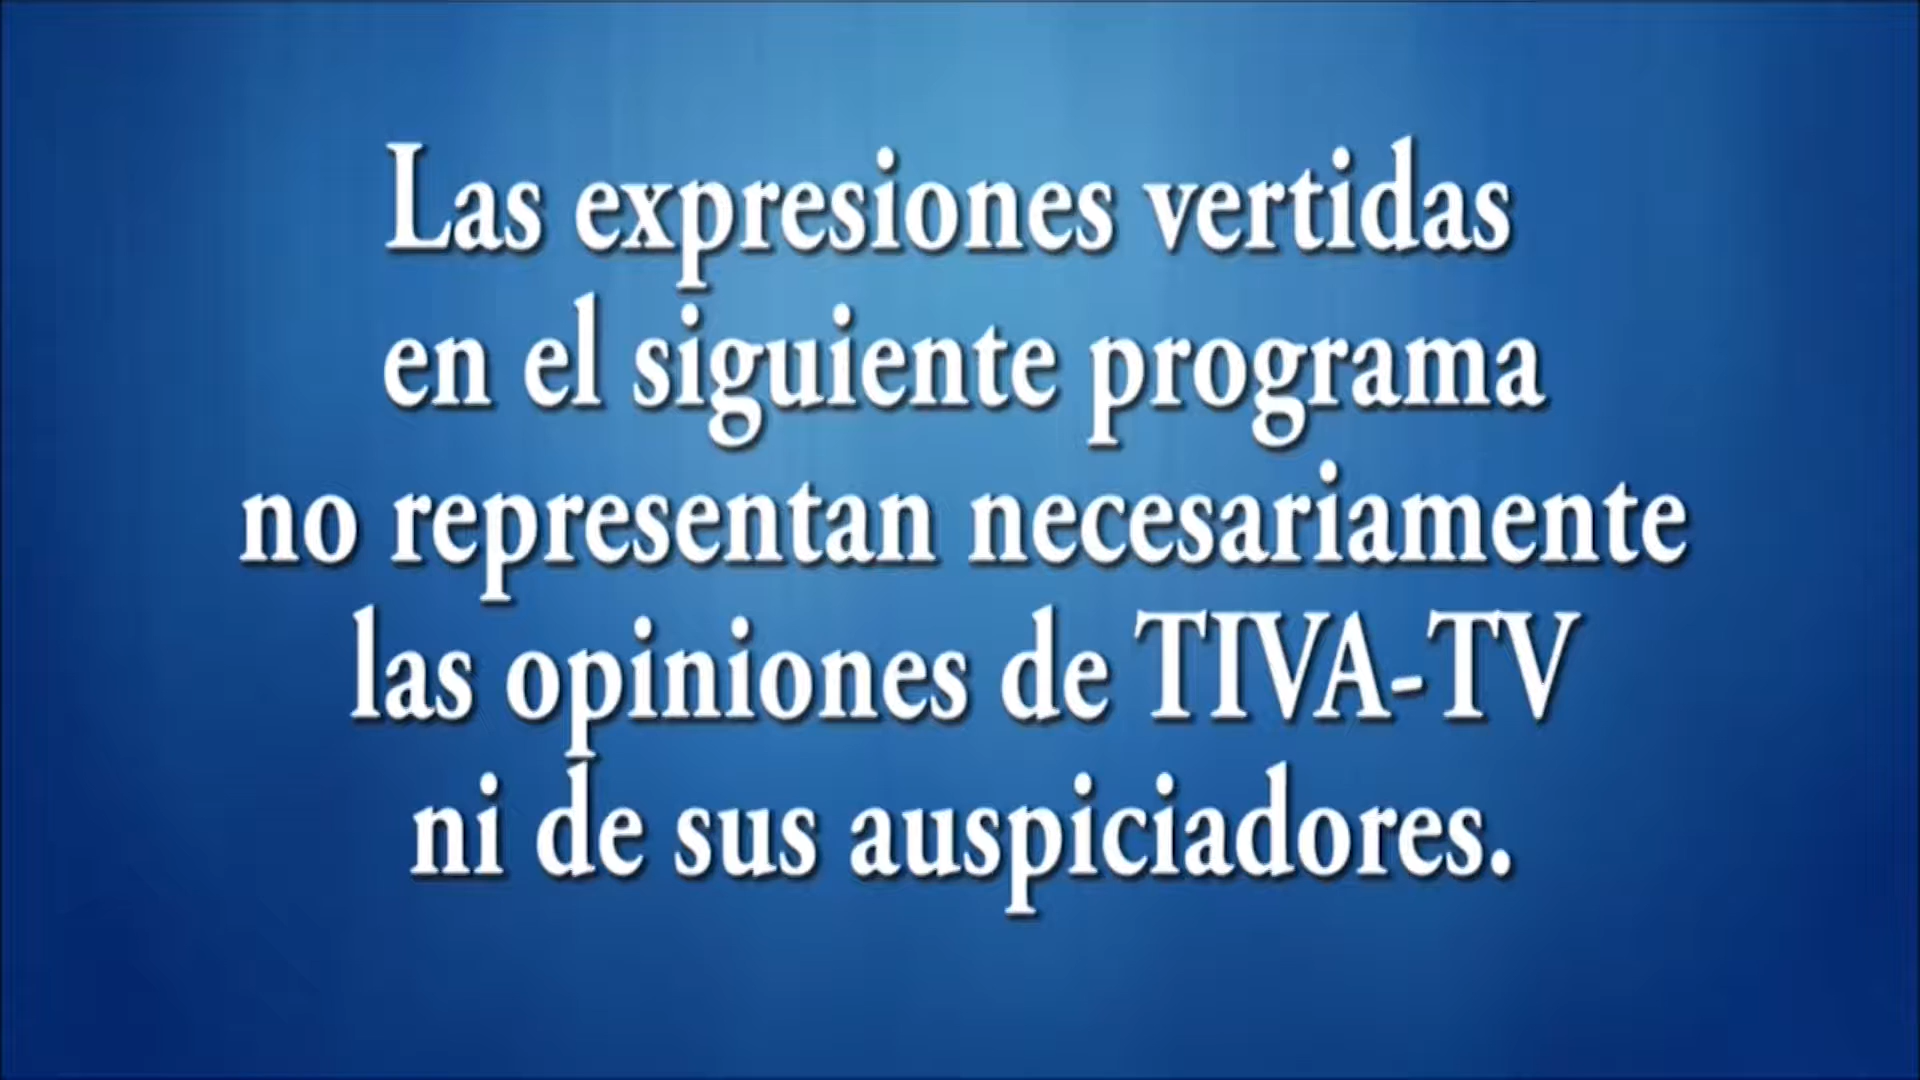 Las expresiones vertidas
en el siguiente programa
no representan necesariamente
las opiniones de TIVA-TV
ni de sus auspiciadores.